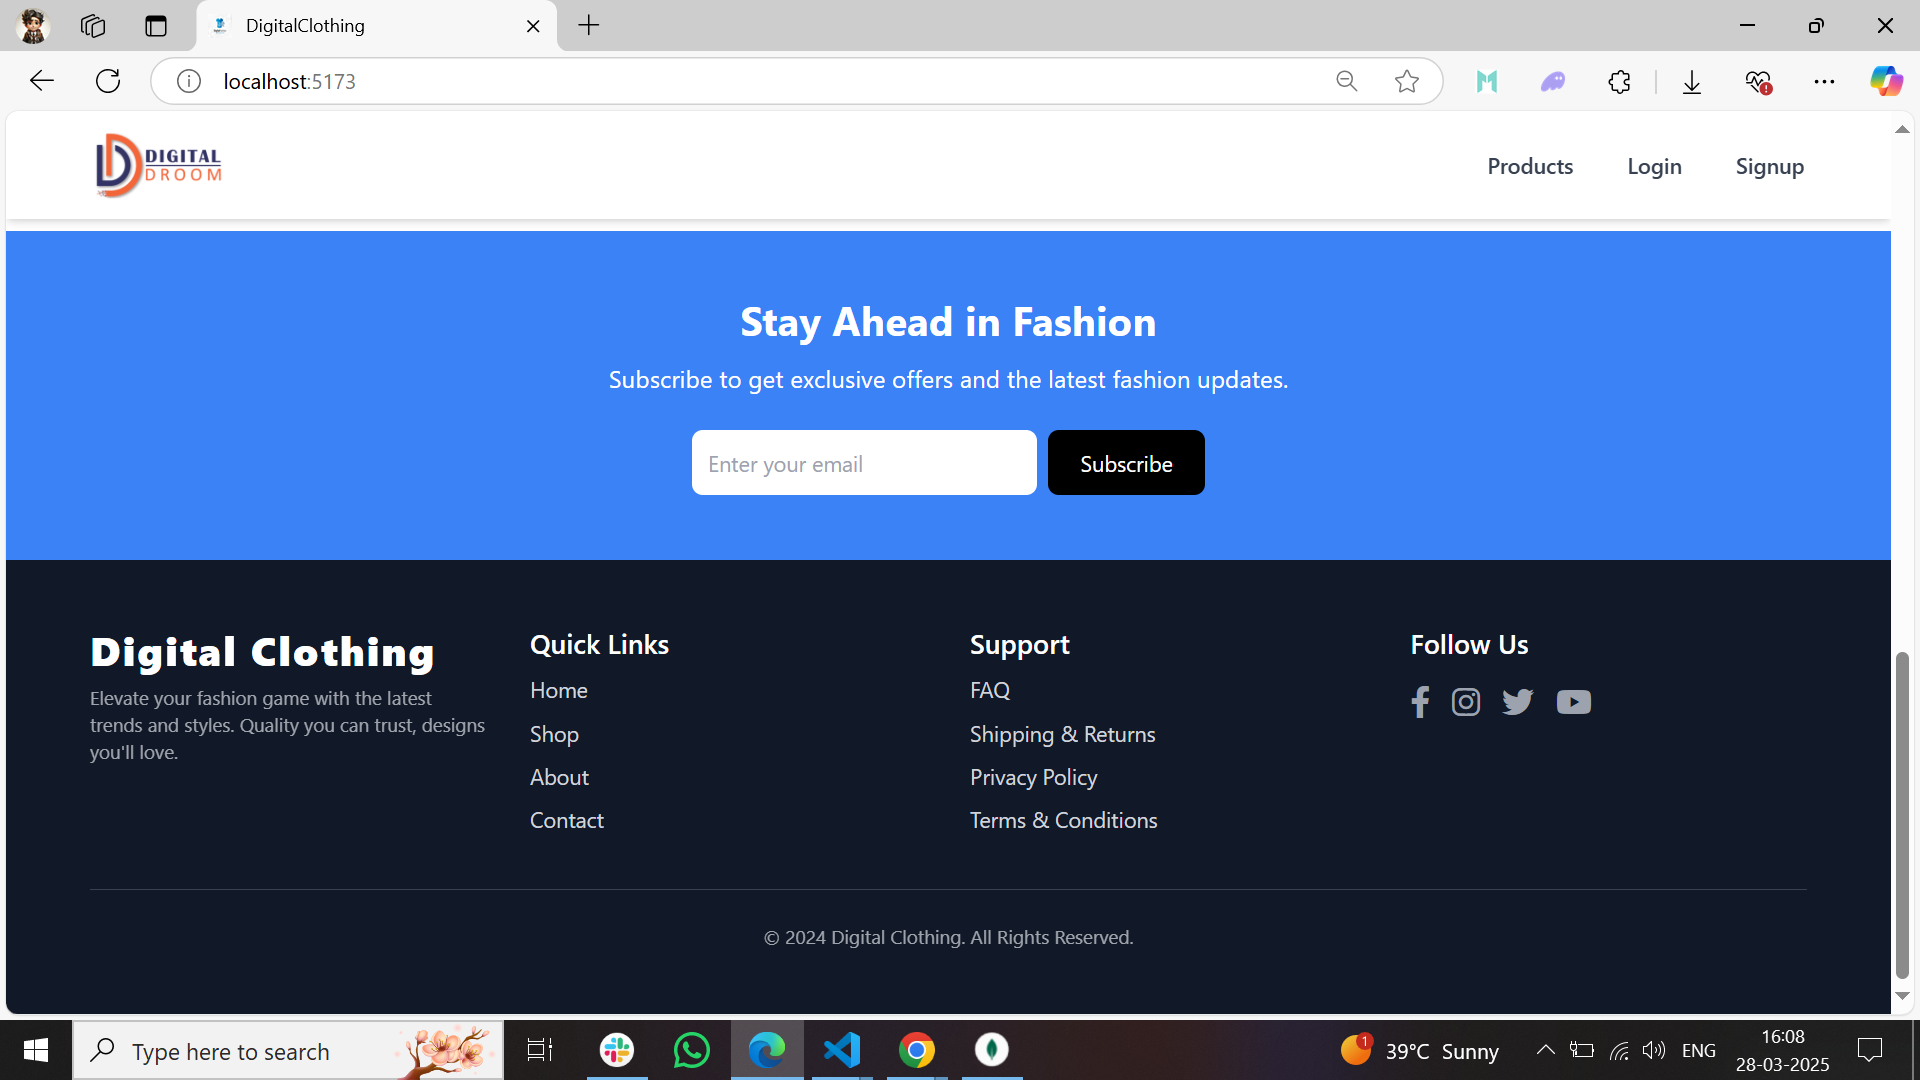 DigitalClothing
localhost:5173
DIGITAL
DROOM
Products
Login
Signup
Stay Ahead in Fashion
Subscribe to get exclusive offers and the latest fashion updates.
Enter your email
Subscribe
Digital Clothing
Elevate your fashion game with the latest
trends and styles. Quality you can trust, designs
you'll love.
Quick Links
Home
Shop
About
Contact
Support
FAQ
Shipping & Returns
Privacy Policy
Terms & Conditions
Follow Us
© 2024 Digital Clothing. All Rights Reserved.
Type here to search
1
39°C Sunny
ENG
16:08
28-03-2025